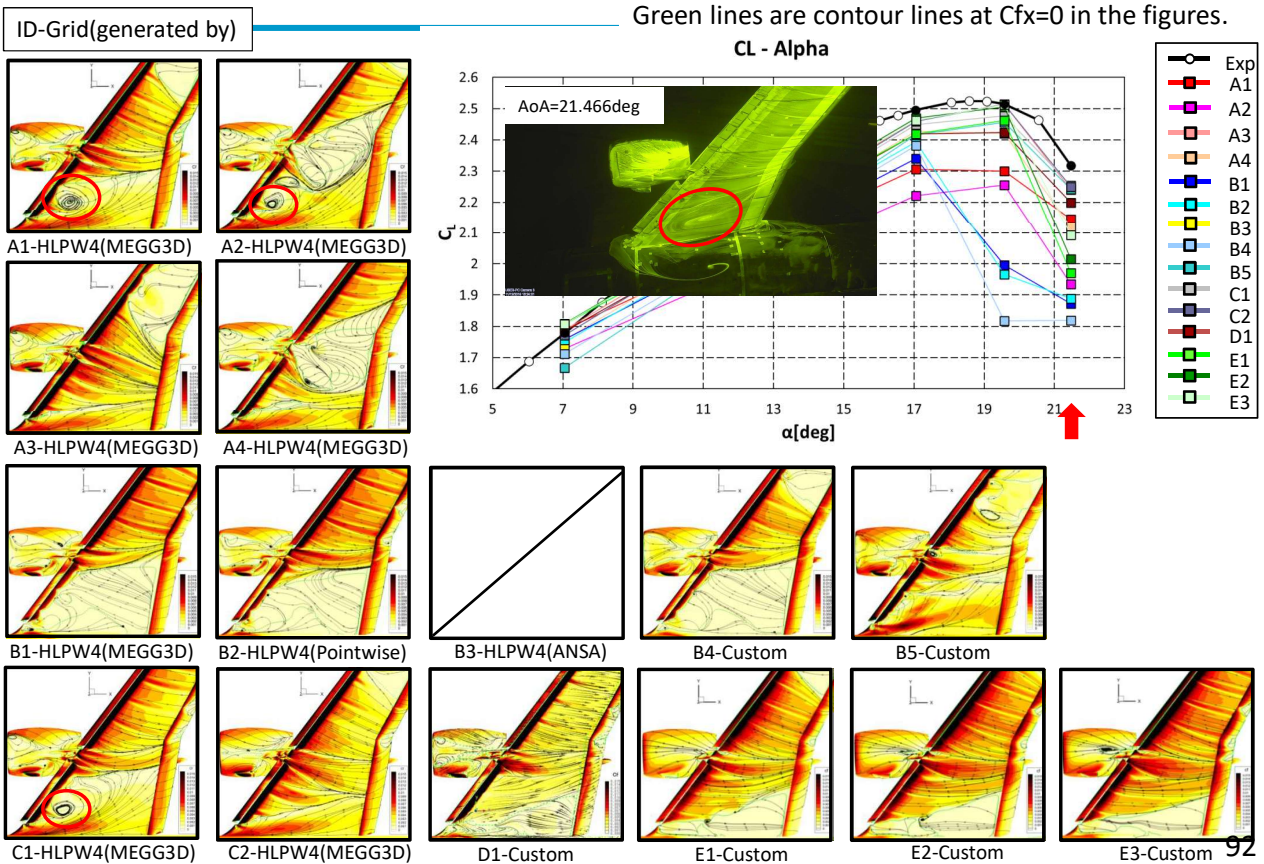 ID-Grid(generated by)
Green lines are contour lines at Cfx=0 in the figures.
CL - Alpha
AoA=21.466deg
2.6
2.5
2.4
2.3
2.2
2.1
2
1.9
1.8
1.7
1.6
CL
5
7
9
11
13
15
17
19
21
23
α[deg]
Exp
A1
A2
A3
A4
B1
B2
B3
B4
B5
C1
C2
D1
E1
E2
E3
A1-HLPW4(MEGG3D)
A2-HLPW4(MEGG3D)
A3-HLPW4(MEGG3D)
A4-HLPW4(MEGG3D)
B1-HLPW4(MEGG3D)
B2-HLPW4(Pointwise)
B3-HLPW4(ANSA)
B4-Custom
B5-Custom
C1-HLPW4(MEGG3D)
C2-HLPW4(MEGG3D)
D1-Custom
E1-Custom
E2-Custom
E3-Custom
92